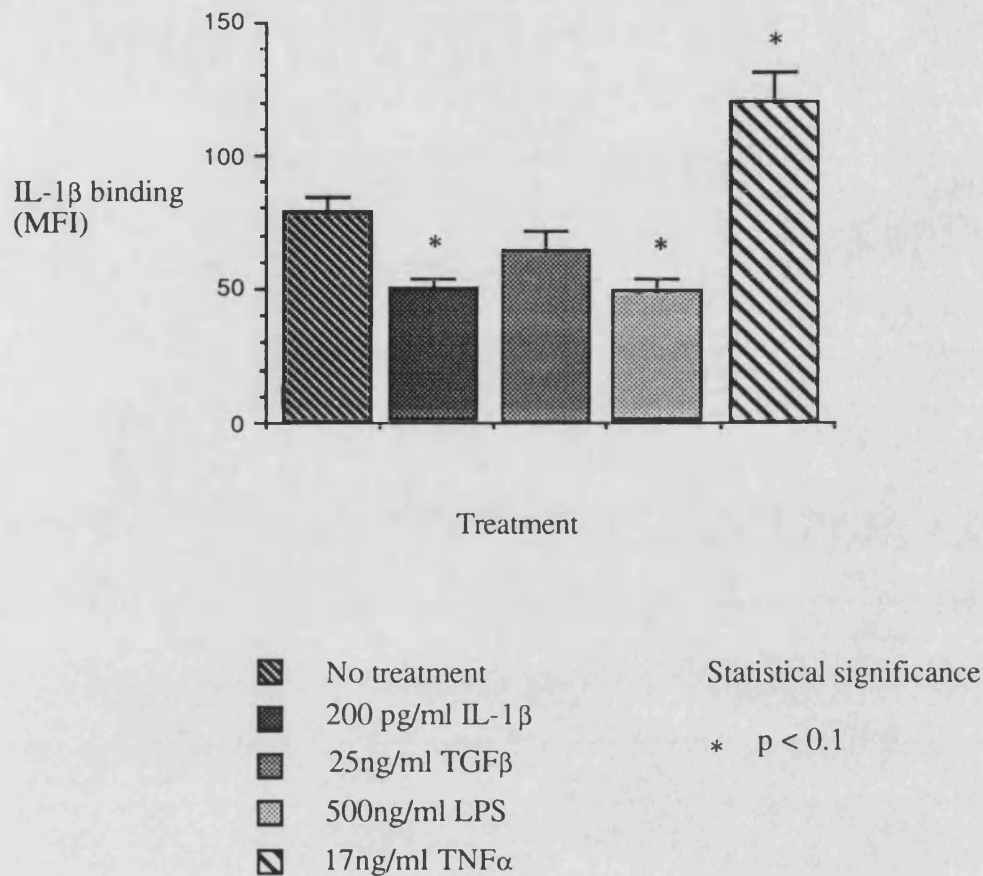 150
100
50
0
IL-1β binding
(MFI)
*
*
*
Treatment
No treatment
200 pg/ml IL-1β
25ng/ml TGFβ
500ng/ml LPS
17ng/ml TNFα
Statistical significance
* p < 0.1